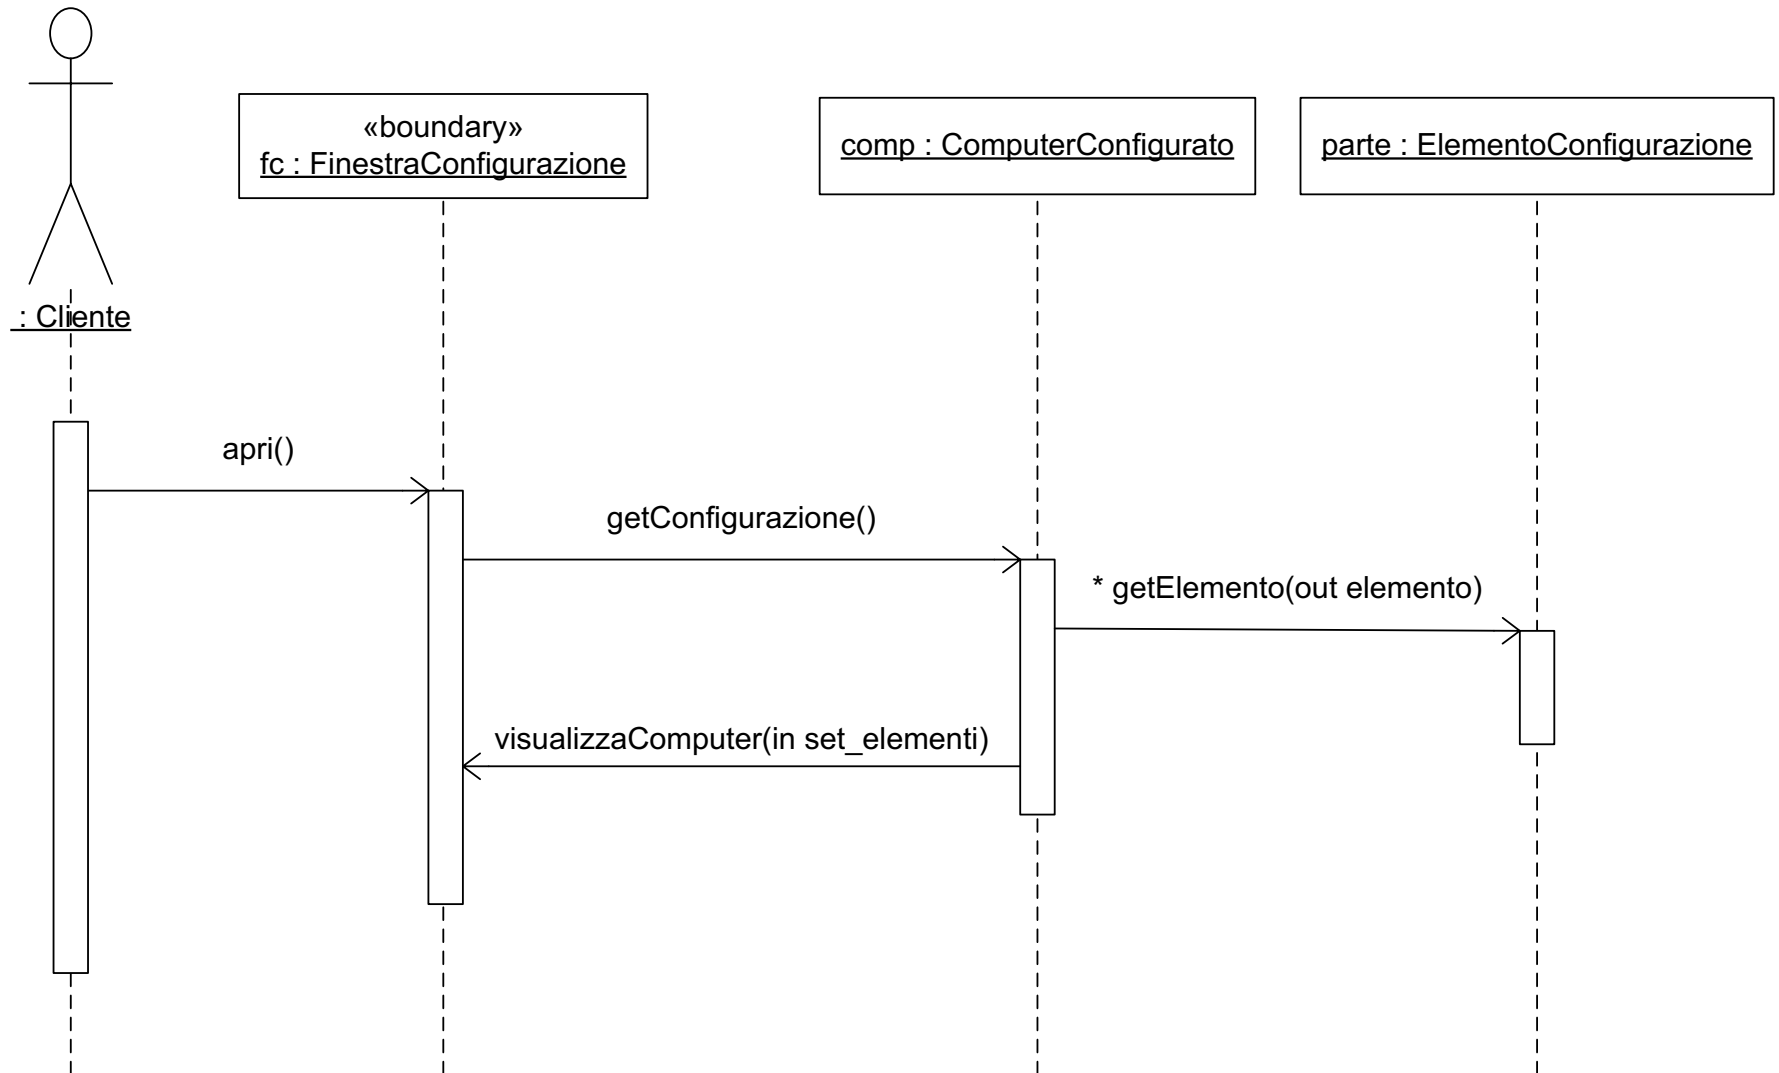 «boundary»
fc : FinestraConfigurazione
comp : ComputerConfigurato
parte : ElementoConfigurazione
: Cliente
apri()
getConfigurazione()
* getElemento(out elemento)
visualizzaComputer(in set_elementi)